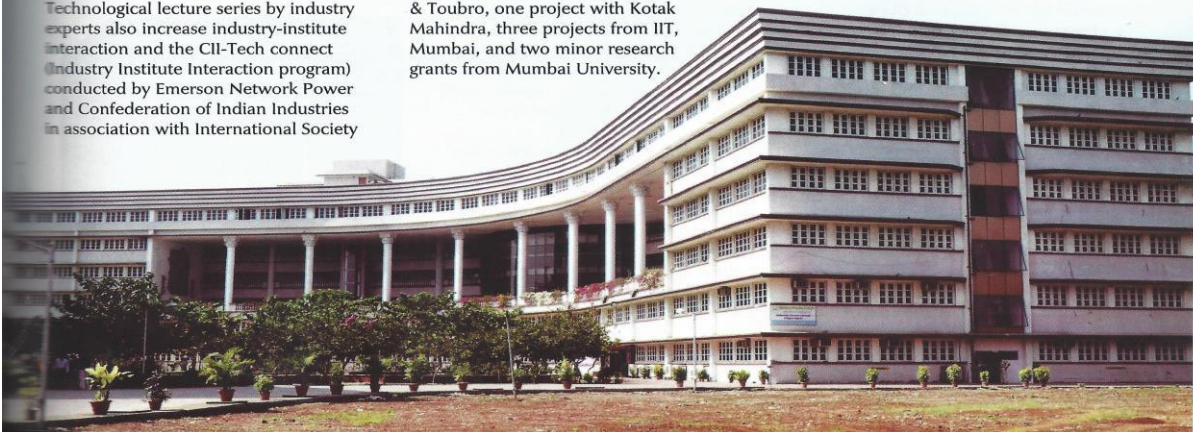 Technological lecture series by industry
experts also increase industry-institute
interaction and the CII-Tech connect
(Industry Institute Interaction program)
conducted by Emerson Network Power
and Confederation of Indian Industries
in association with International Society
& Toubro, one project with Kotak
Mahindra, three projects from IIT,
Mumbai, and two minor research
grants from Mumbai University.